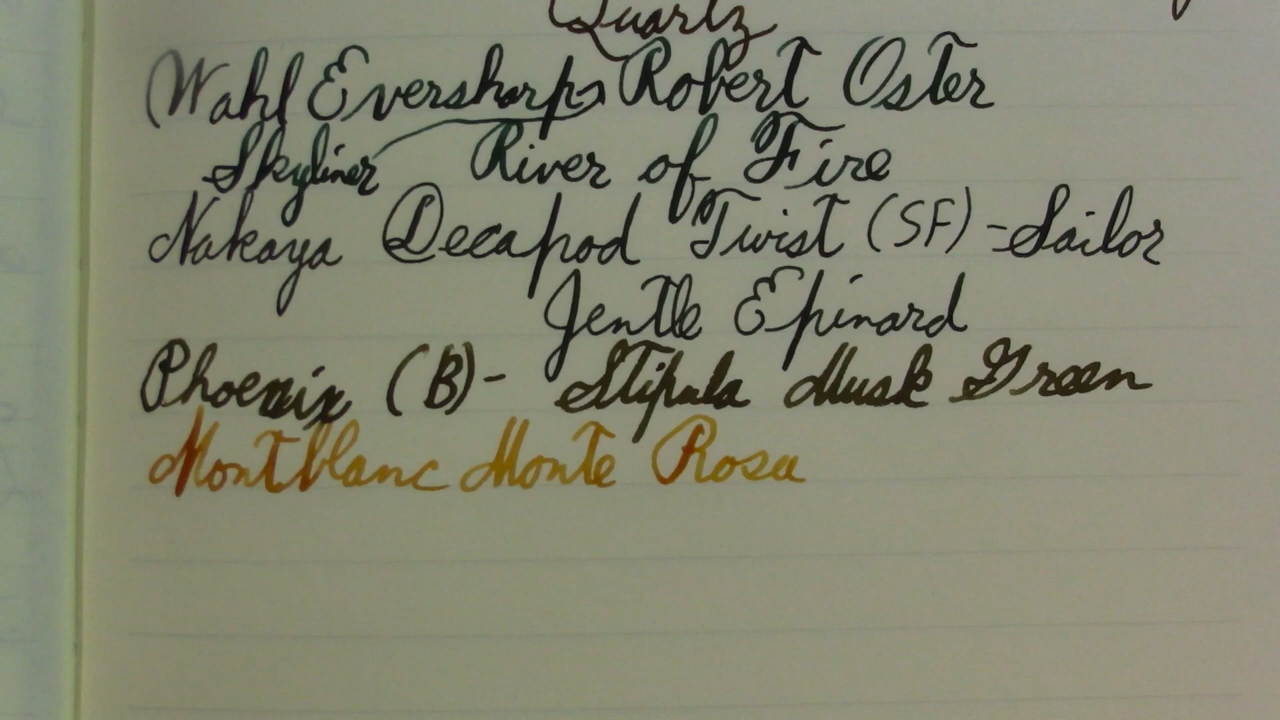 Quartz
Wahl Eversharp Robert Oster
Skyliner River of Fire
Nakaya Decapod Twist (SF) - Sailor
Jentle Epinard
Phoenix (B) - Stipula Musk Green
Montblanc Monte Rosa